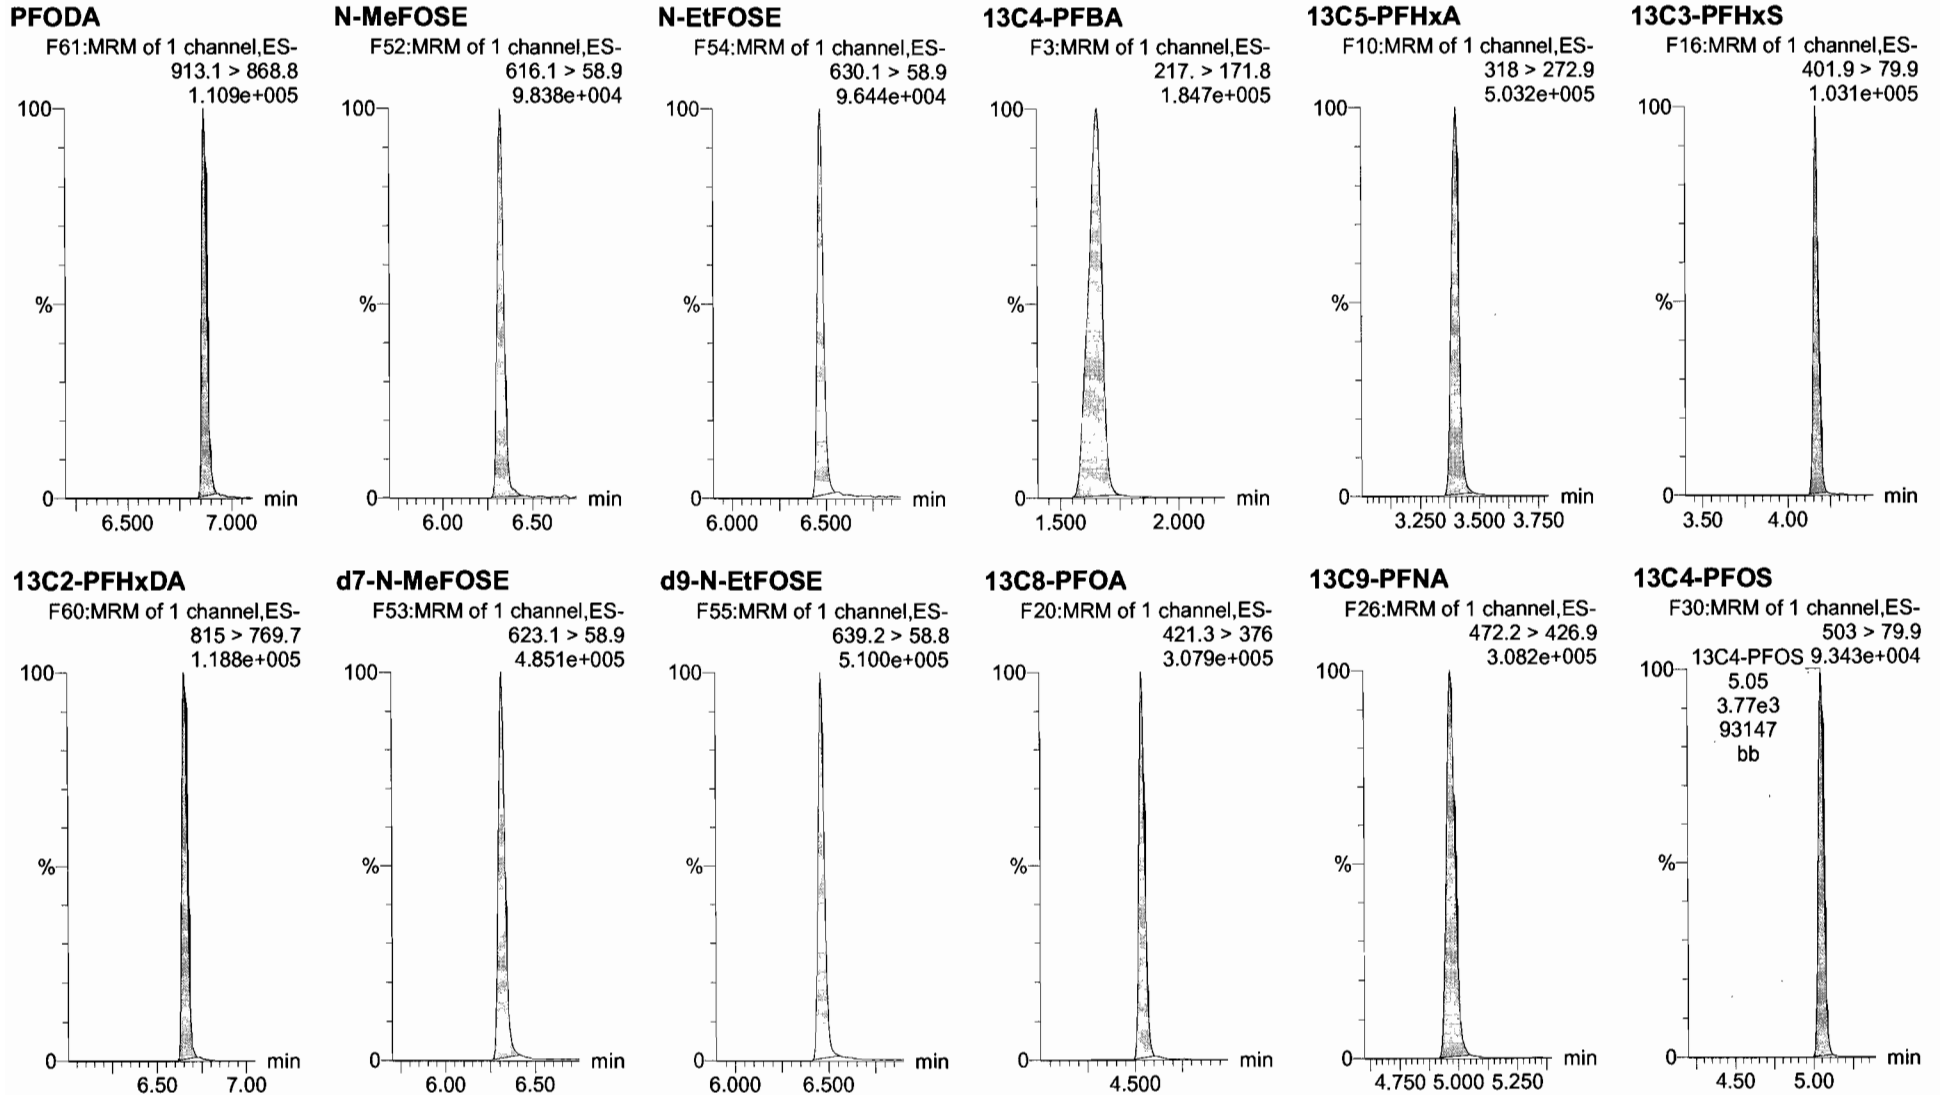 PFODA
F61:MRM of 1 channel,ES-
913.1 > 868.8
1.109e+005
100
%
0
min
6.500 7.000
N-MeFOSE
F52:MRM of 1 channel,ES-
616.1 > 58.9
9.838e+004
100
%
0
min
6.00 6.50
N-EtFOSE
F54:MRM of 1 channel,ES-
630.1 > 58.9
9.644e+004
100
%
0
min
6.000 6.500
13C4-PFBA
F3:MRM of 1 channel,ES-
217. > 171.8
1.847e+005
100
%
0
min
1.500 2.000
13C5-PFHxA
F10:MRM of 1 channel,ES-
318 > 272.9
5.032e+005
100
%
0
min
3.250 3.500 3.750
13C3-PFHxS
F16:MRM of 1 channel,ES-
401.9 > 79.9
1.031e+005
100
%
0
min
3.50 4.00
13C2-PFHxDA
F60:MRM of 1 channel,ES-
815 > 769.7
1.188e+005
100
%
0
min
6.50 7.00
d7-N-MeFOSE
F53:MRM of 1 channel,ES-
623.1 > 58.9
4.851e+005
100
%
0
min
6.00 6.50
d9-N-EtFOSE
F55:MRM of 1 channel,ES-
639.2 > 58.8
5.100e+005
100
%
0
min
6.000 6.500
13C8-PFOA
F20:MRM of 1 channel,ES-
421.3 > 376
3.079e+005
100
%
0
min
4.500
13C9-PFNA
F26:MRM of 1 channel,ES-
472.2 > 426.9
3.082e+005
100
%
0
min
4.750 5.000 5.250
13C4-PFOS
F30:MRM of 1 channel,ES-
503 > 79.9
13C4-PFOS 9.343e+004
100
5.05
3.77e3
93147
bb
%
0
min
4.50 5.00